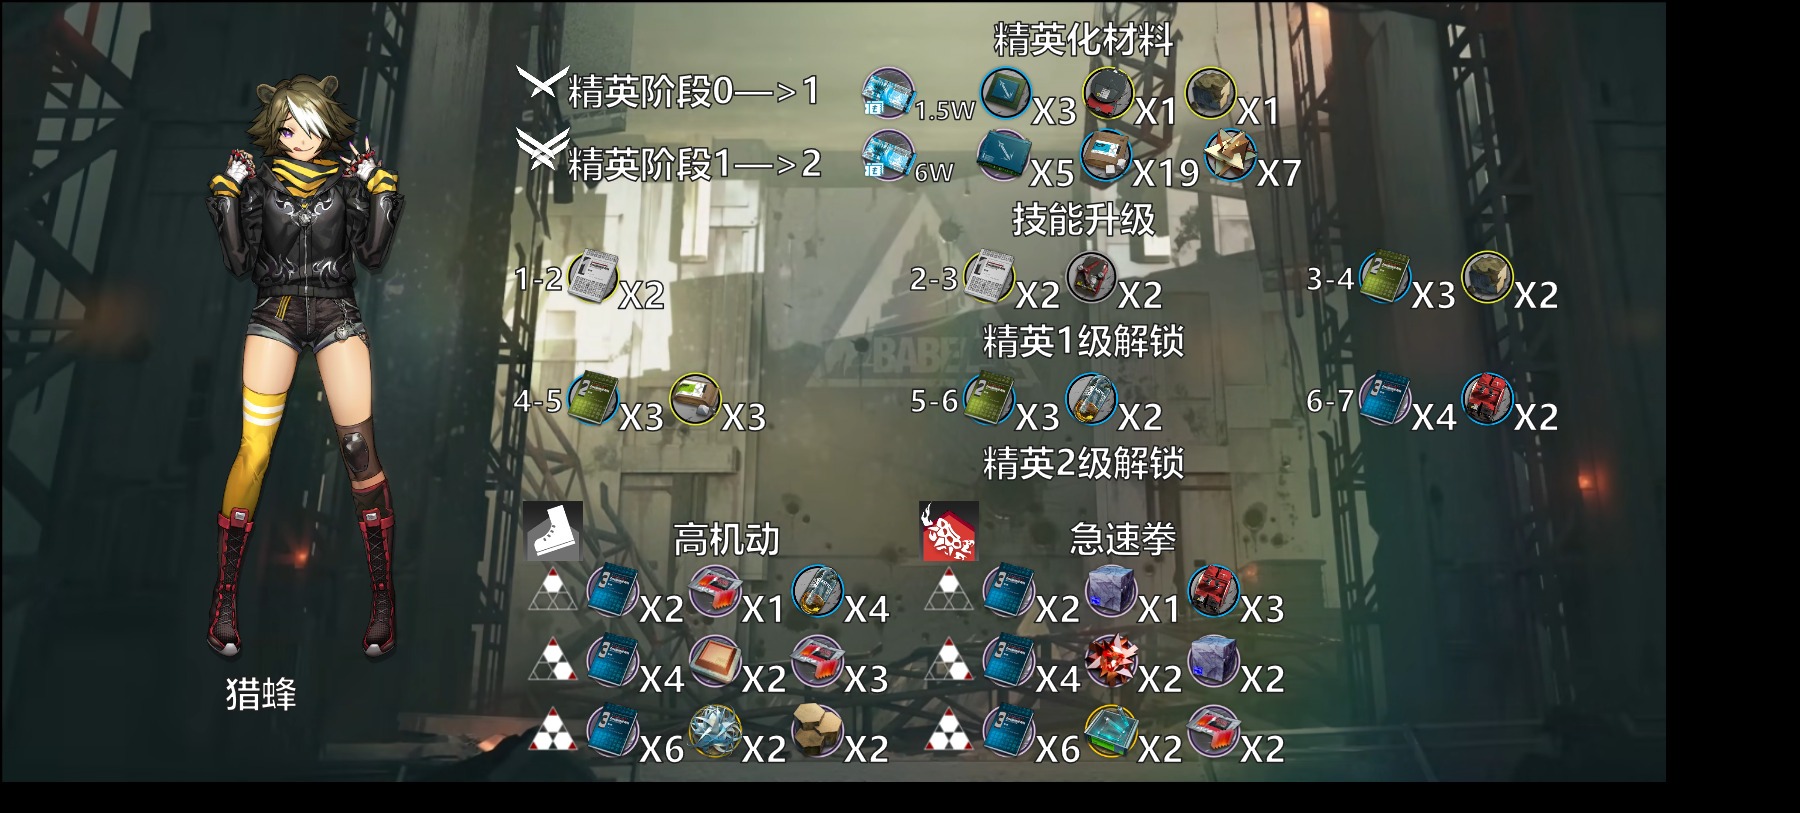 精英化材料
精英阶段0—>1 1.5W X3 X1 X1
精英阶段1—>2 6W X5 X19 X7
技能升级
1-2 X2 2-3 X2 X2 3-4 X3 X2
精英1级解锁
4-5 X3 X3 5-6 X3 X2 6-7 X4 X2
精英2级解锁
高机动 急速拳
X2 X1 X4 X2 X1 X3
X4 X2 X3 X4 X2 X2
X6 X2 X2 X6 X2 X2
猎蜂